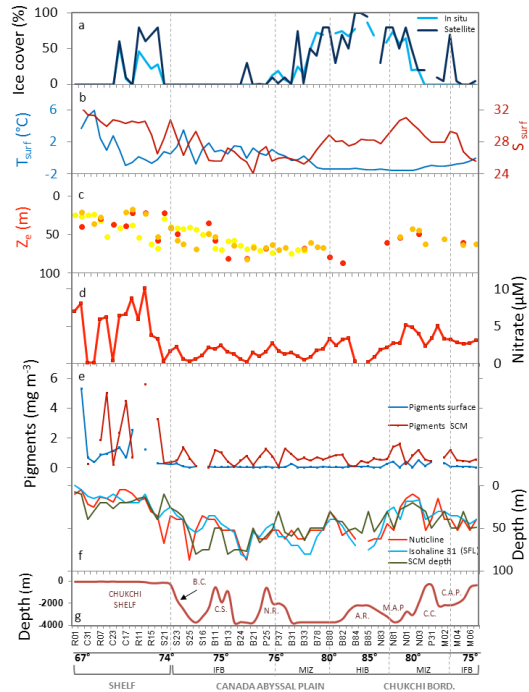 Ice cover (%)
100
50
0
a
In situ
Satellite
T surf (°C)
6
2
-2
b
32
28
24
S surf
Z e (m)
0
50
100
c
d
10
5
0
Nitrate (µM)
Pigments (mg m-3)
6
4
2
0
e
Pigments surface
Pigments SCM
f
0
50
100
Depth (m)
Nuticline
Isohaline 31 (SFL)
SCM depth
Depth (m)
0
-2000
-4000
g
CHUKCHI
SHELF
B.C.
C.S.
N.R.
A.R.
M.A.P
C.C.
C.A.P.
R01 C31 R07 C23 C17 R11 R15 S21 S23 S25 S16 B11 B13 B24 B21 P25 P37 B31 B33 B78 B80 B82 B84 B85 N83 N81 N01 N03 P31 M02 M04 M06
67° 74° 75° 76° 80° 87° 80° 75°
IFB MIZ HIB MIZ IFB
SHELF CANADA ABYSSAL PLAIN CHUKCHI BORD.